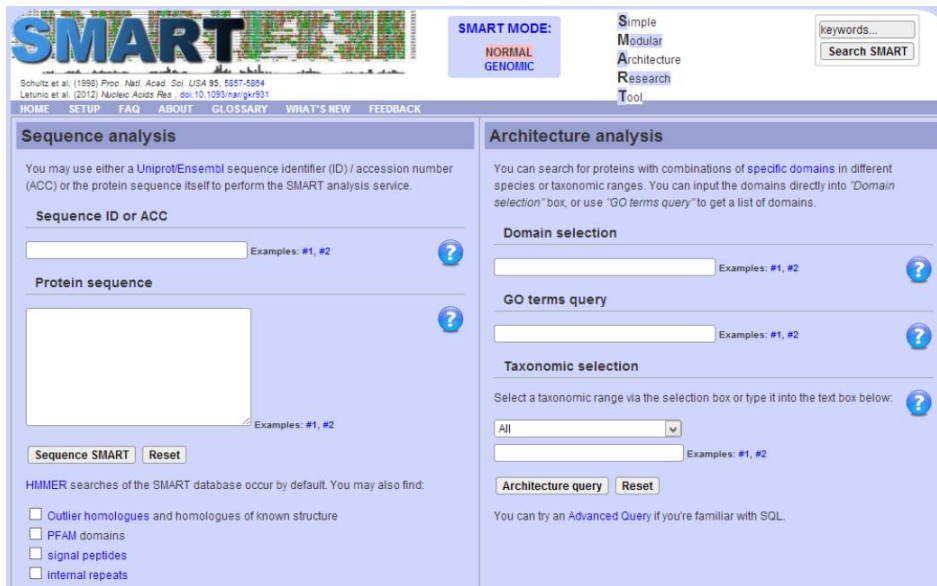 SMART
Schultz et al. (1998) Proc. Natl. Acad. Sci. USA 95, 5857-5864
Letunic et al. (2012) Nucleic Acids Res , doi:10.1093/nar/gkr931
SMART MODE:
NORMAL
GENOMIC
Simple
Modular
Architecture
Research
Tool
keywords...
Search SMART
HOME SETUP FAQ ABOUT GLOSSARY WHAT'S NEW FEEDBACK
Sequence analysis
You may use either a Uniprot/Ensembl sequence identifier (ID) / accession number
(ACC) or the protein sequence itself to perform the SMART analysis service.
Sequence ID or ACC
Examples: #1, #2
?
Protein sequence
?
Examples: #1, #2
Sequence SMART Reset
HMMER searches of the SMART database occur by default. You may also find:
Outlier homologues and homologues of known structure
PFAM domains
signal peptides
internal repeats
Architecture analysis
You can search for proteins with combinations of specific domains in different
species or taxonomic ranges. You can input the domains directly into "Domain
selection" box, or use "GO terms query" to get a list of domains.
Domain selection
Examples: #1, #2
?
GO terms query
Examples: #1, #2
?
Taxonomic selection
Select a taxonomic range via the selection box or type it into the text box below:
?
All
Examples: #1, #2
Architecture query Reset
You can try an Advanced Query if you're familiar with SQL.